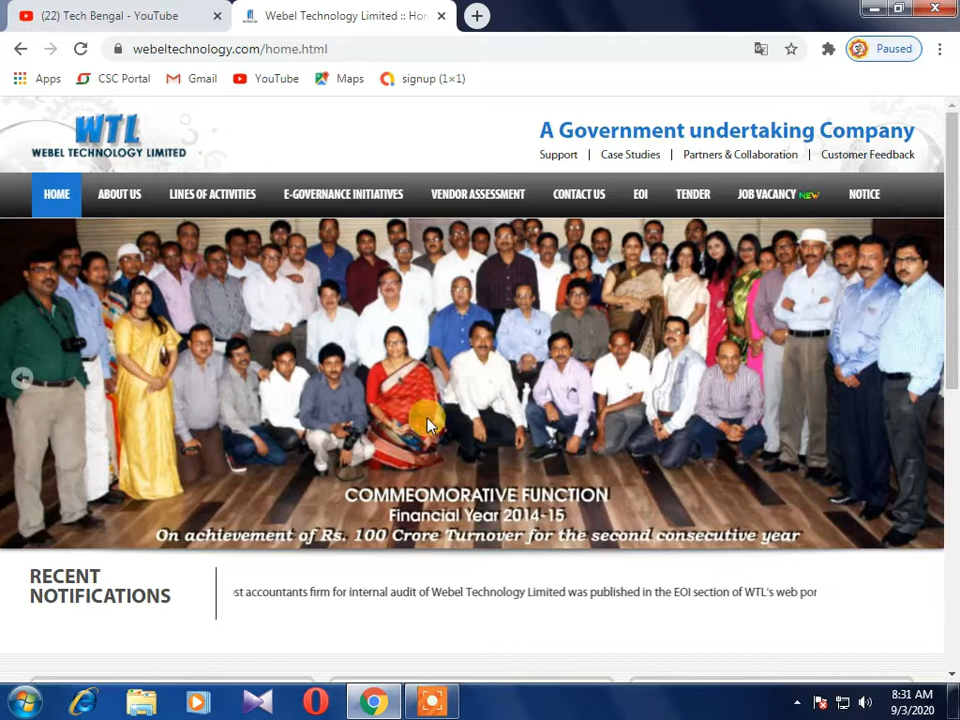 (22) Tech Bengal - YouTube
Webel Technology Limited :: Hor
webeltechnology.com/home.html
Paused
Apps
CSC Portal
Gmail
YouTube
Maps
signup (1×1)
WTL
WEBEL TECHNOLOGY LIMITED
A Government undertaking Company
Support | Case Studies | Partners & Collaboration | Customer Feedback
HOME ABOUT US LINES OF ACTIVITIES E-GOVERNANCE INITIATIVES VENDOR ASSESSMENT CONTACT US EOI TENDER JOB VACANCY NEW NOTICE
COMMEOMORATIVE FUNCTION
Financial Year 2014-15
On achievement of Rs. 100 Crore Turnover for the second consecutive year
RECENT
NOTIFICATIONS
st accountants firm for internal audit of Webel Technology Limited was published in the EOI section of WTL's web por
8:31 AM
9/3/2020